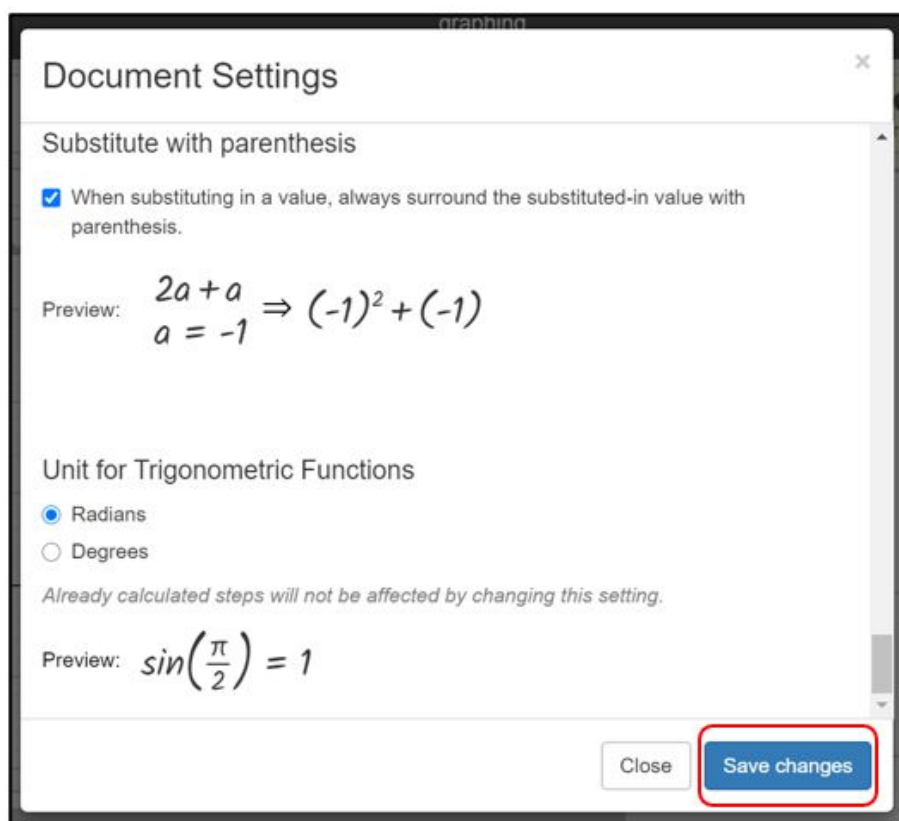 graphing
Document Settings ×
Substitute with parenthesis
When substituting in a value, always surround the substituted-in value with
parenthesis.
Preview: 2a + a
a = -1 ⇒ (-1)² + (-1)
Unit for Trigonometric Functions
Radians
Degrees
Already calculated steps will not be affected by changing this setting.
Preview: sin(π/2) = 1
Close Save changes